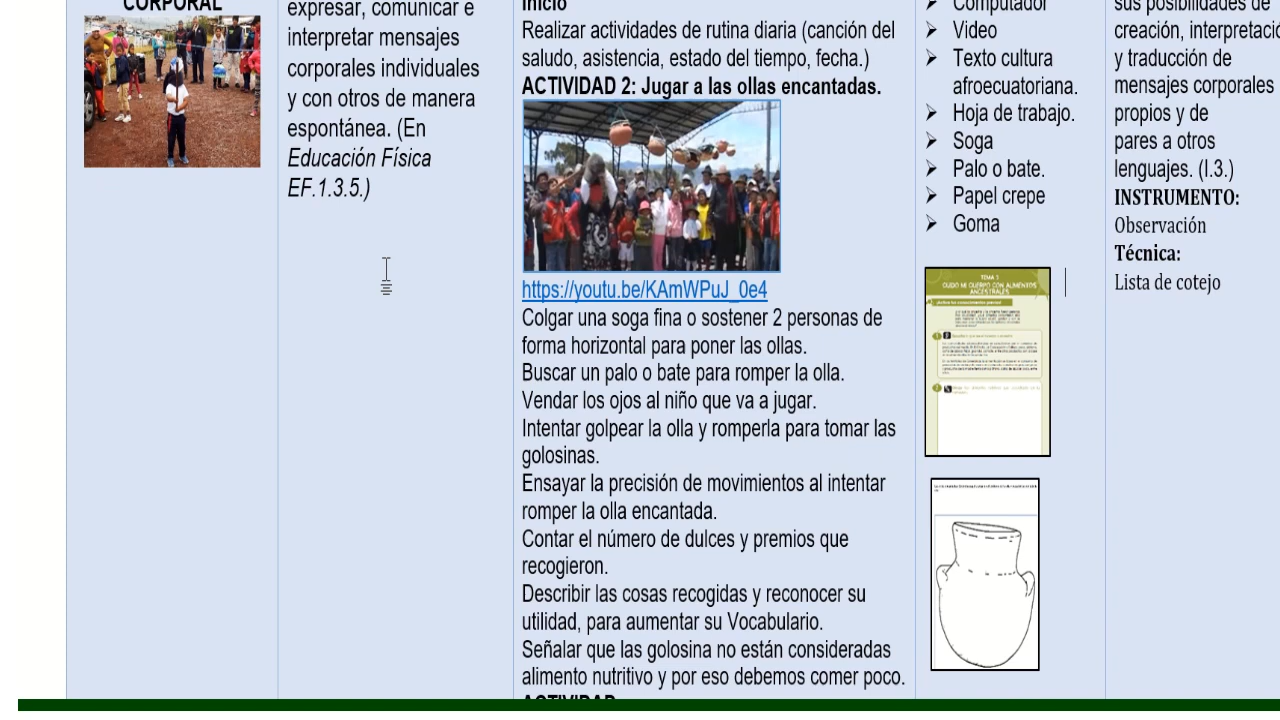 CORPORAL
expresar, comunicar e
interpretar mensajes
corporales individuales
y con otros de manera
espontánea. (En
Educación Física
EF.1.3.5.)
Inicio
Realizar actividades de rutina diaria (canción del
saludo, asistencia, estado del tiempo, fecha.)
ACTIVIDAD 2: Jugar a las ollas encantadas.
https://youtu.be/KAmWPuJ_0e4
Colgar una soga fina o sostener 2 personas de
forma horizontal para poner las ollas.
Buscar un palo o bate para romper la olla.
Vendar los ojos al niño que va a jugar.
Intentar golpear la olla y romperla para tomar las
golosinas.
Ensayar la precisión de movimientos al intentar
romper la olla encantada.
Contar el número de dulces y premios que
recogieron.
Describir las cosas recogidas y reconocer su
utilidad, para aumentar su Vocabulario.
Señalar que las golosina no están consideradas
alimento nutritivo y por eso debemos comer poco.
ACTIVIDAD
➢ Computador
➢ Video
➢ Texto cultura
afroecuatoriana.
➢ Hoja de trabajo.
➢ Soga
➢ Palo o bate.
➢ Papel crepe
➢ Goma
TEMA 3
CUIDO MI CUERPO CON ALIMENTOS
ANCESTRALES
sus posibilidades de
creación, interpretació
y traducción de
mensajes corporales
propios y de
pares a otros
lenguajes. (I.3.)
INSTRUMENTO:
Observación
Técnica:
Lista de cotejo